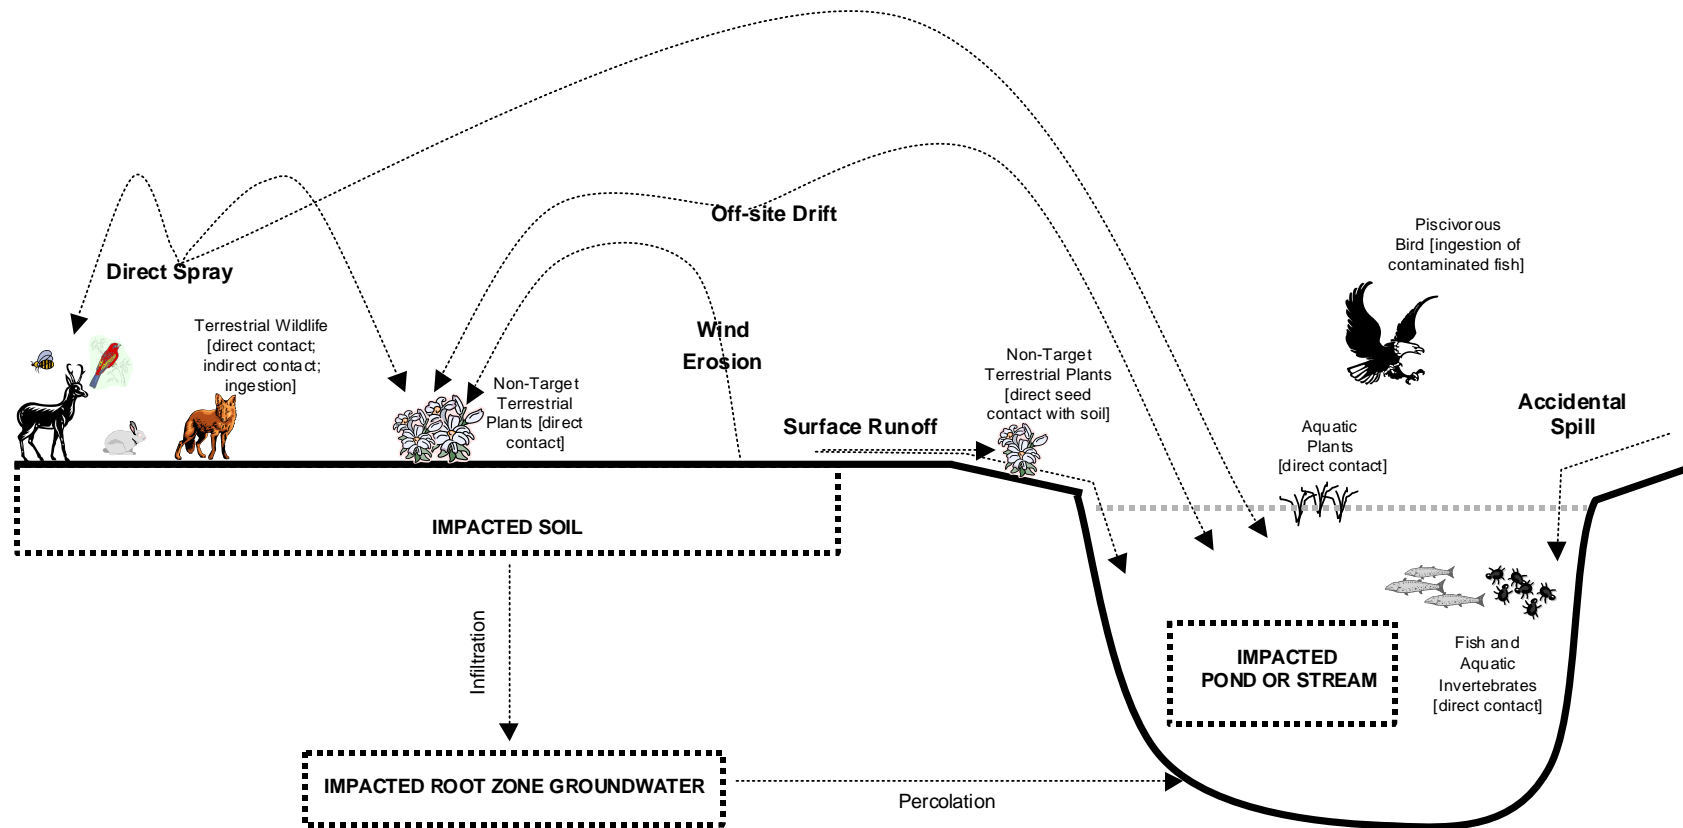 Off-site Drift
Direct Spray
Piscivorous
Bird [ingestion of
contaminated fish]
Terrestrial Wildlife
[direct contact;
indirect contact;
ingestion]
Wind
Erosion
Non-Target
Terrestrial
Plants [direct
contact]
Non-Target
Terrestrial Plants
[direct seed
contact with soil]
Surface Runoff
Aquatic
Plants
[direct contact]
Accidental
Spill
IMPACTED SOIL
Infiltration
IMPACTED
POND OR STREAM
Fish and
Aquatic
Invertebrates
[direct contact]
IMPACTED ROOT ZONE GROUNDWATER
Percolation